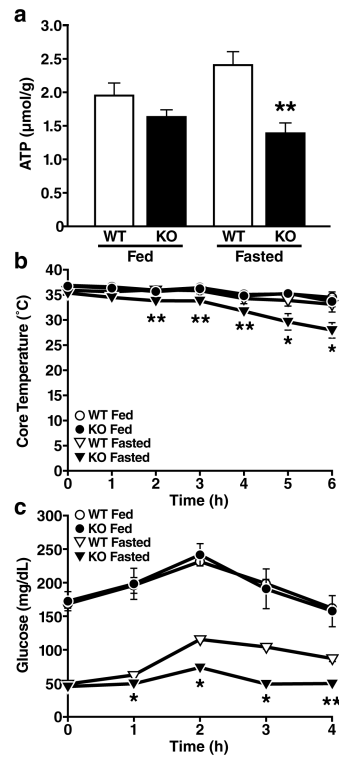 a
ATP (μmol/g)
3.0
2.5
2.0
1.5
1.0
0.5
0
**
WT KO WT KO
Fed Fasted
b
Core Temperature (°C)
40
35
30
25
20
15
10
5
0
** ** ** * *
WT Fed
KO Fed
WT Fasted
KO Fasted
0 1 2 3 4 5 6
Time (h)
c
Glucose (mg/dL)
300
250
200
150
100
50
0
WT Fed
KO Fed
WT Fasted
KO Fasted
* * * **
0 1 2 3 4
Time (h)